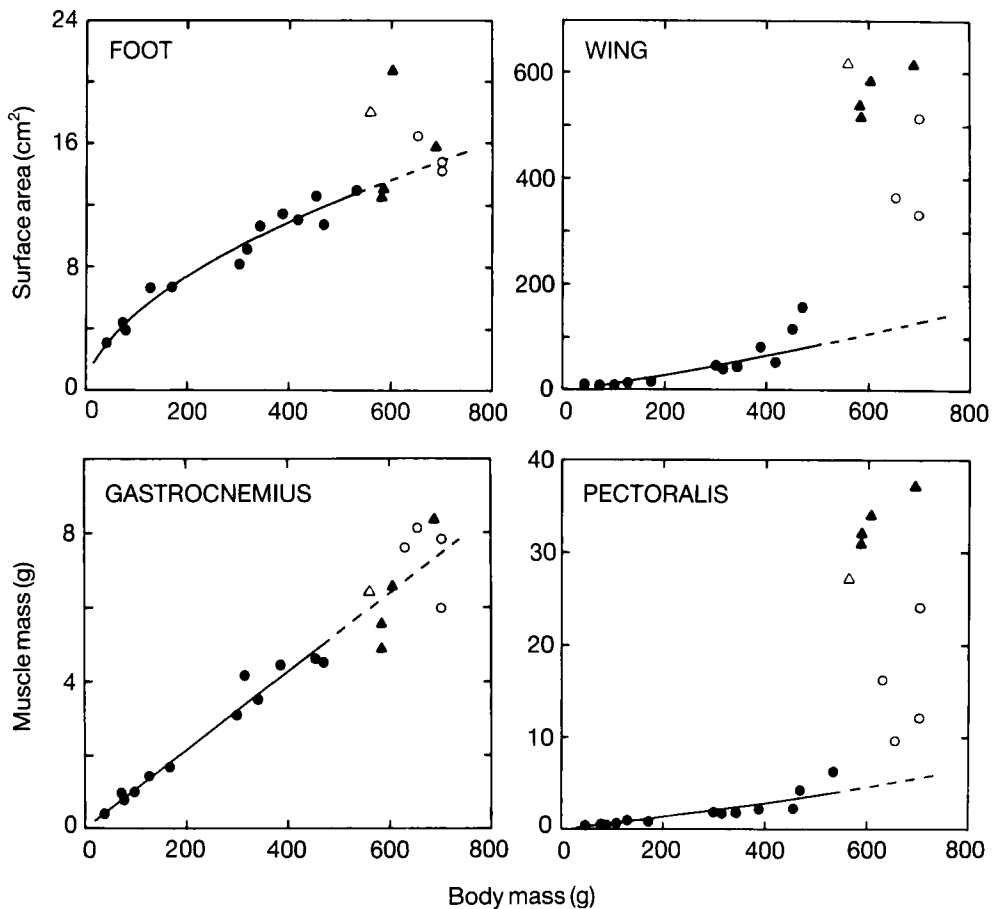 FOOT
Surface area (cm²)
24
16
8
0
0 200 400 600 800
WING
600
400
200
0
0 200 400 600 800
GASTROCNEMIUS
Muscle mass (g)
8
4
0
0 200 400 600 800
PECTORALIS
40
30
20
10
0
0 200 400 600 800
Body mass (g)